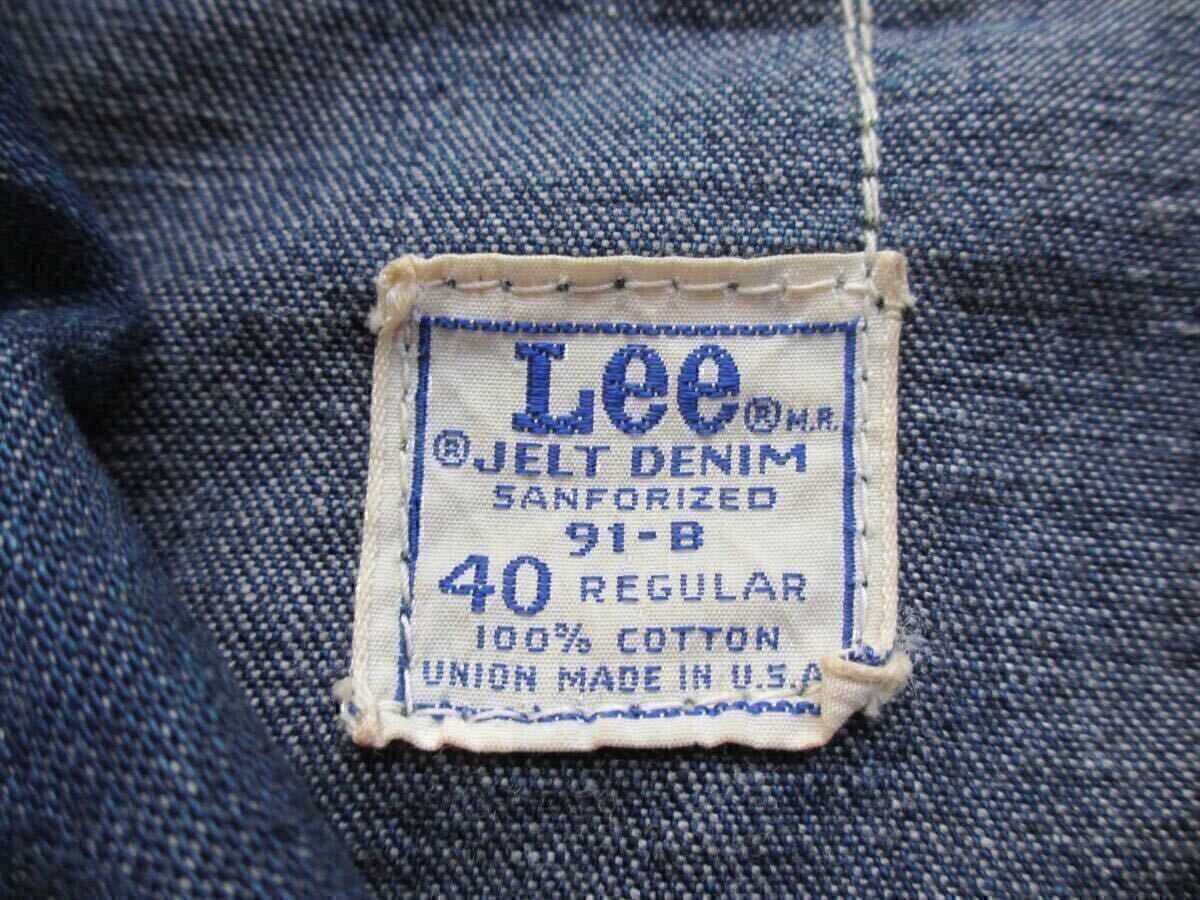 Lee® M.R.
® JELT DENIM
SANFORIZED
91-B
40 REGULAR
100% COTTON
UNION MADE IN U.S.A